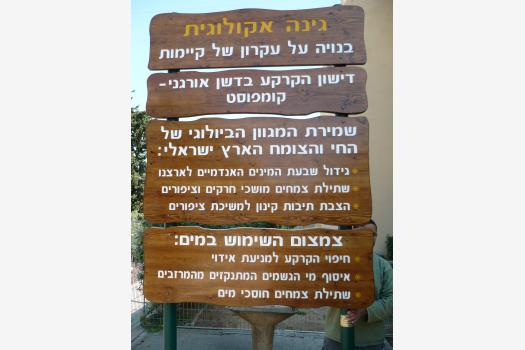 גינה אקולוגית
בנויה על עקרון של קיימות
דישון הקרקע בדשן אורגני-
קומפוסט
שמירת המגוון הביולוגי של
החי והצומח הארץ ישראלי:
גידול שבעת המינים האנדמיים לארצנו
שתילת צמחים מושכי חרקים וציפורים
הצבת תיבות קינון למשיכת ציפורים
צמצום השימוש במים:
חיפוי הקרקע למניעת אידוי
איסוף מי הגשמים המתנקזים מהמרזבים
שתילת צמחים חוסכי מים